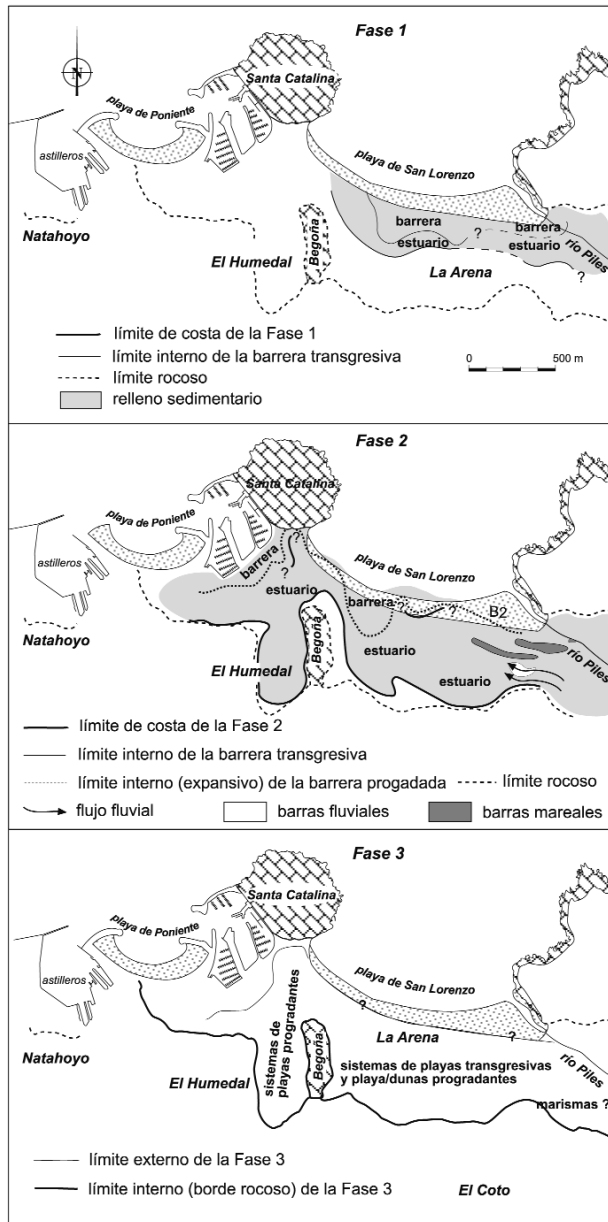 Fase 1
N
Santa Catalina
playa de Poniente
astilleros
playa de San Lorenzo
Natahoyo
barrera
estuario
?
barrera
estuario
río Piles
El Humedal
Begoña
La Arena
?
límite de costa de la Fase 1
límite interno de la barrera transgresiva
límite rocoso
relleno sedimentario
0 500 m
Fase 2
Santa Catalina
playa de Poniente
astilleros
?
barrera
?
playa de San Lorenzo
estuario
barrera
?
?
B2
Natahoyo
El Humedal
Begoña
estuario
río Piles
estuario
límite de costa de la Fase 2
límite interno de la barrera transgresiva
límite interno (expansivo) de la barrera progadada
límite rocoso
flujo fluvial
barras fluviales
barras mareales
Fase 3
Santa Catalina
playa de Poniente
astilleros
playa de San Lorenzo
?
Natahoyo
sistemas de
playas progradantes
La Arena
?
El Humedal
Begoña
sistemas de playas transgresivas
y playa/dunas progradantes
río Piles
marismas ?
límite externo de la Fase 3
límite interno (borde rocoso) de la Fase 3
El Coto